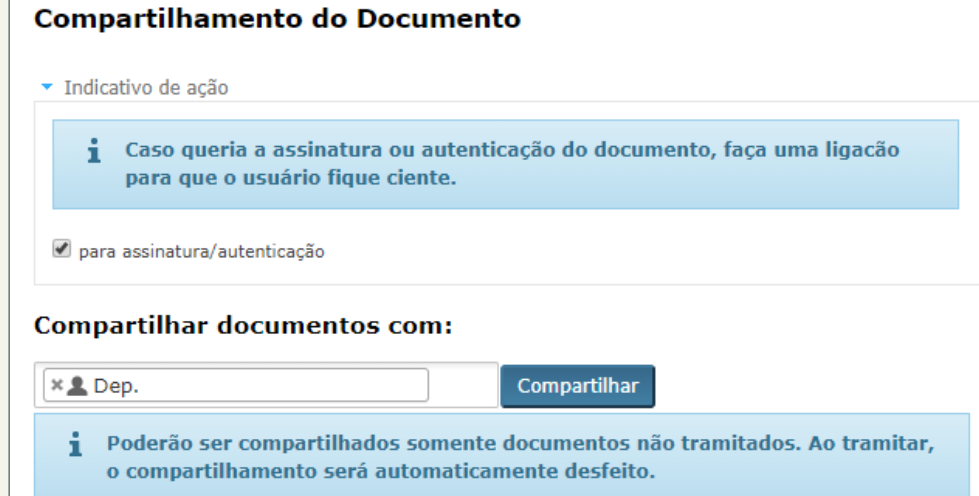 Compartilhamento do Documento
Indicativo de ação
Caso queria a assinatura ou autenticação do documento, faça uma ligacão
para que o usuário fique ciente.
para assinatura/autenticação
Compartilhar documentos com:
Dep.
Compartilhar
Poderão ser compartilhados somente documentos não tramitados. Ao tramitar,
o compartilhamento será automaticamente desfeito.